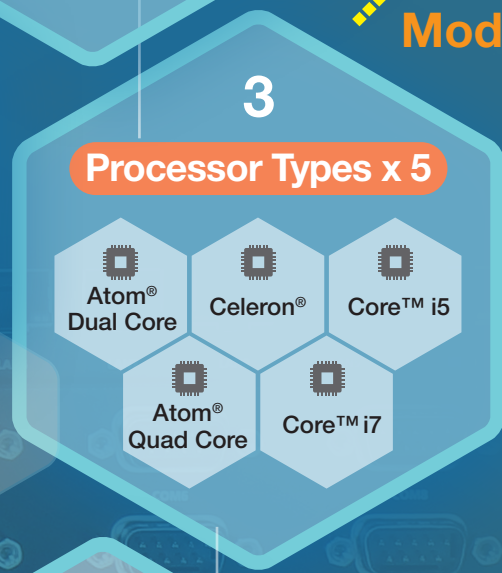 Mod
3
Processor Types x 5
Atom®
Dual Core
Celeron®
Core™ i5
Atom®
Quad Core
Core™ i7